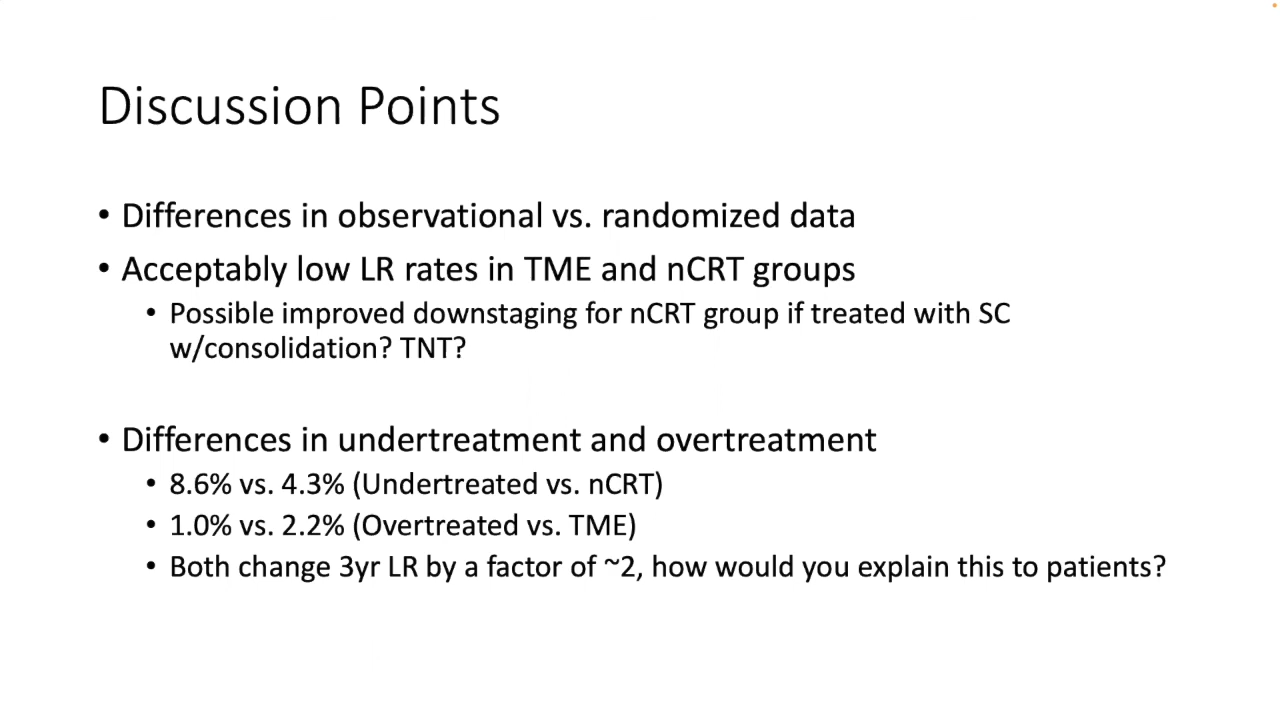 Discussion Points
• Differences in observational vs. randomized data
• Acceptably low LR rates in TME and nCRT groups
• Possible improved downstaging for nCRT group if treated with SC
w/consolidation? TNT?
• Differences in undertreatment and overtreatment
• 8.6% vs. 4.3% (Undertreated vs. nCRT)
• 1.0% vs. 2.2% (Overtreated vs. TME)
• Both change 3yr LR by a factor of ~2, how would you explain this to patients?